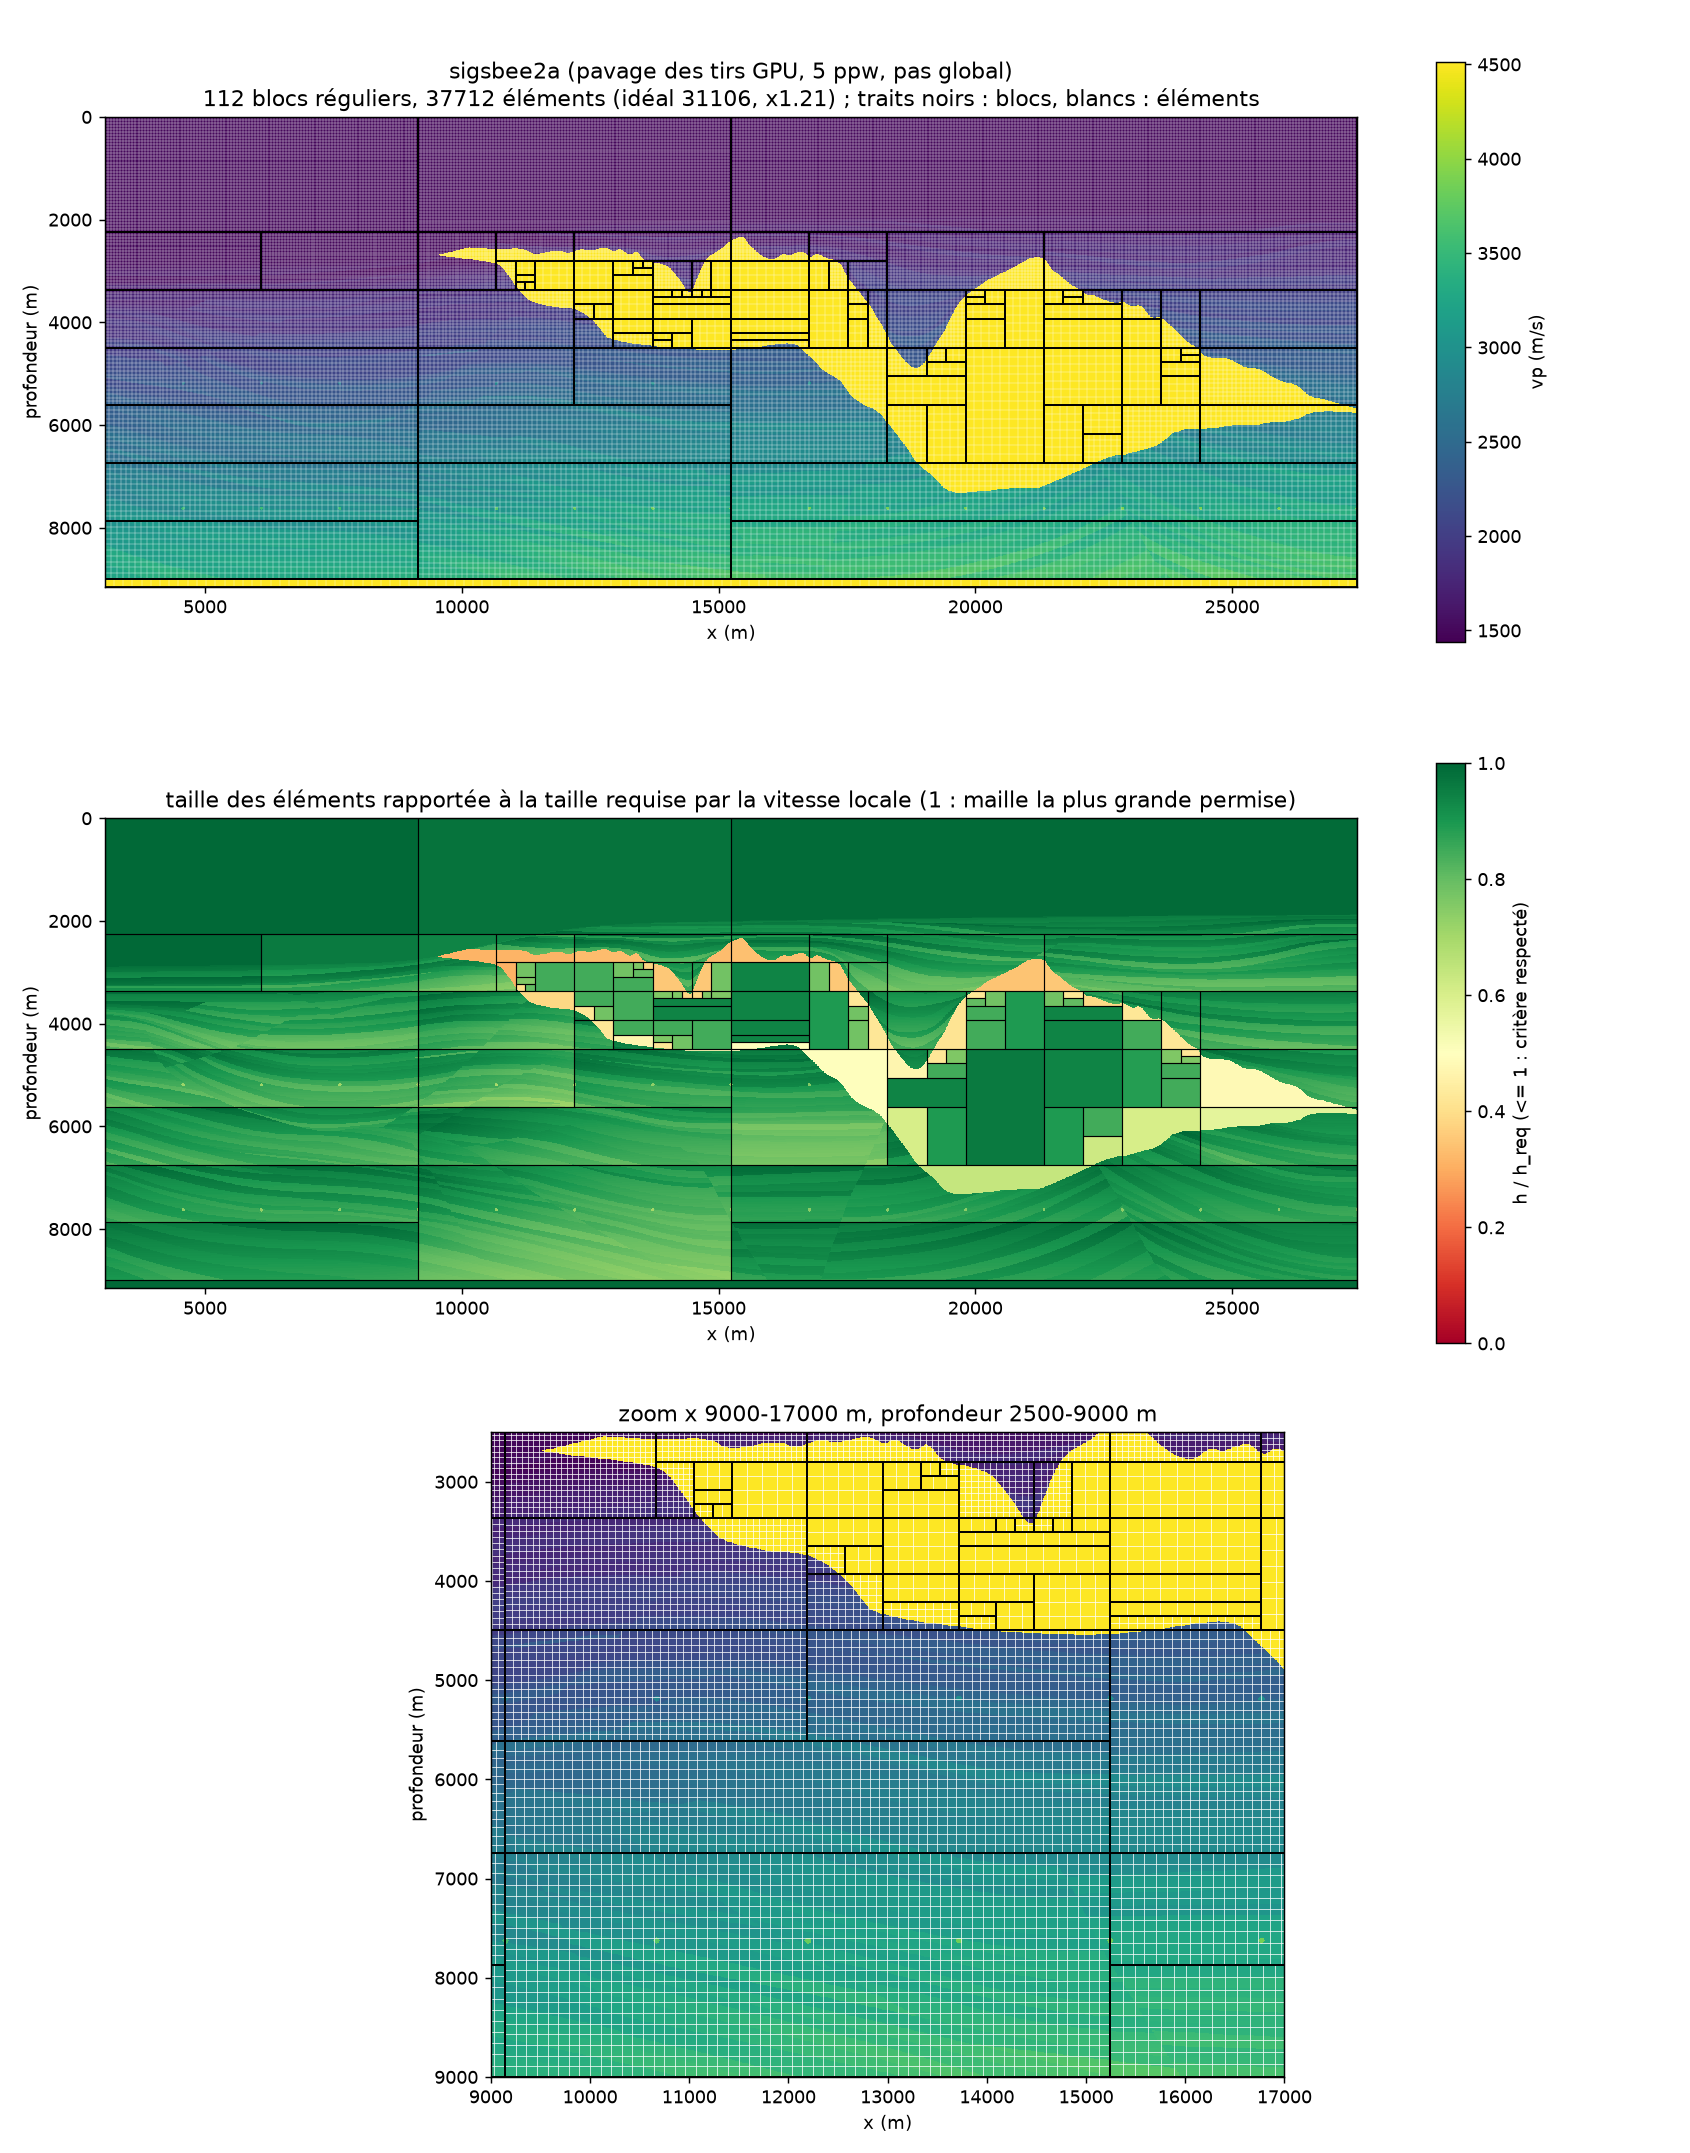 sigsbee2a (pavage des tirs GPU, 5 ppw, pas global)
112 blocs réguliers, 37712 éléments (idéal 31106, x1.21) ; traits noirs : blocs, blancs : éléments
0
2000
4000
6000
8000
profondeur (m)
5000 10000 15000 20000 25000
x (m)
4500
4000
3500
3000
2500
2000
1500
vp (m/s)
taille des éléments rapportée à la taille requise par la vitesse locale (1 : maille la plus grande permise)
0
2000
4000
6000
8000
profondeur (m)
5000 10000 15000 20000 25000
x (m)
1.0
0.8
0.6
0.4
0.2
0.0
h / h_req (<= 1 : critère respecté)
zoom x 9000-17000 m, profondeur 2500-9000 m
3000
4000
5000
6000
7000
8000
9000
profondeur (m)
9000 10000 11000 12000 13000 14000 15000 16000 17000
x (m)